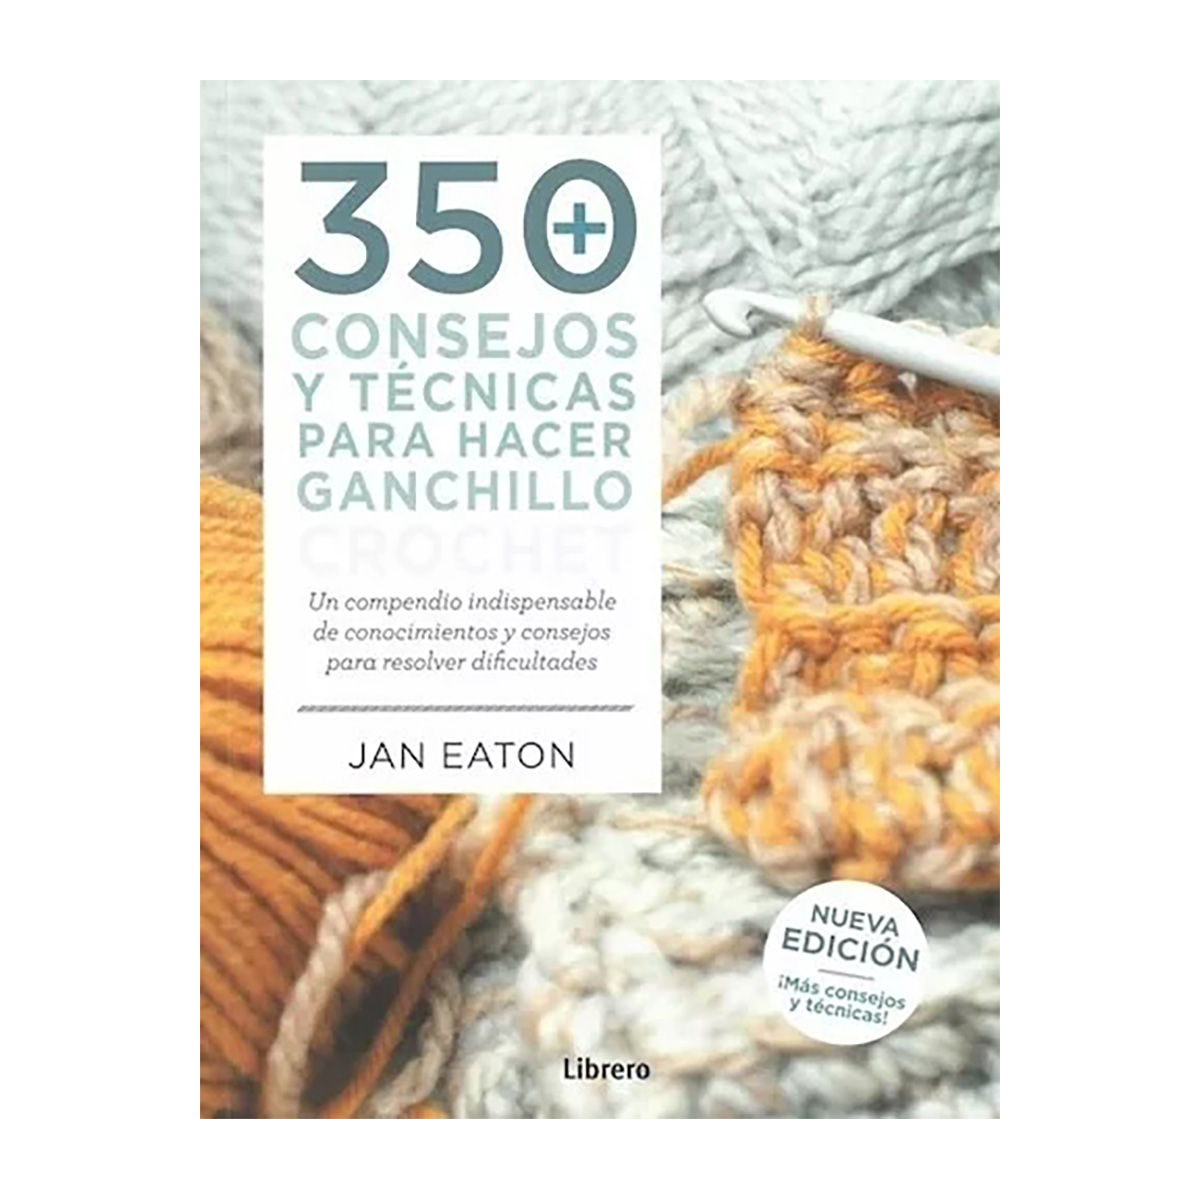 350+
CONSEJOS
Y TÉCNICAS
PARA HACER
GANCHILLO
CROCHET
Un compendio indispensable
de conocimientos y consejos
para resolver dificultades
JAN EATON
NUEVA
EDICIÓN
¡Más consejos
y técnicas!
Librero